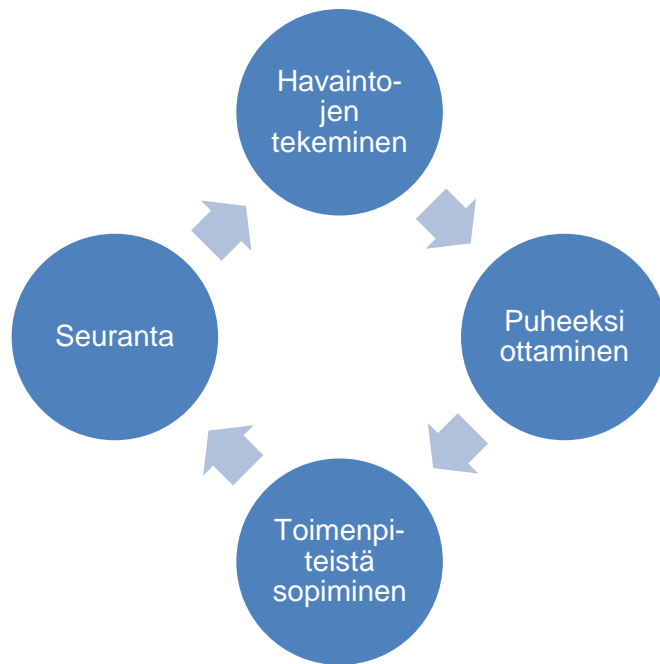 Havainto-
jen
tekeminen
Puheeksi
ottaminen
Toimenpi-
teistä
sopiminen
Seuranta